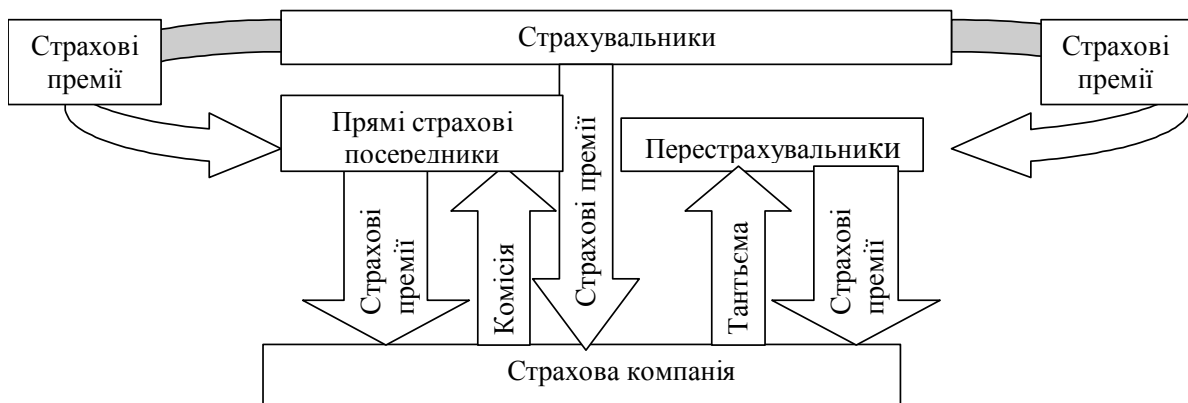 Страхові
премії
Страхувальники
Страхові
премії
Прямі страхові
посередники
Перестрахувальники
Страхові
премії
Комісія
Страхові премії
Тантьєма
Страхові
премії
Страхова компанія